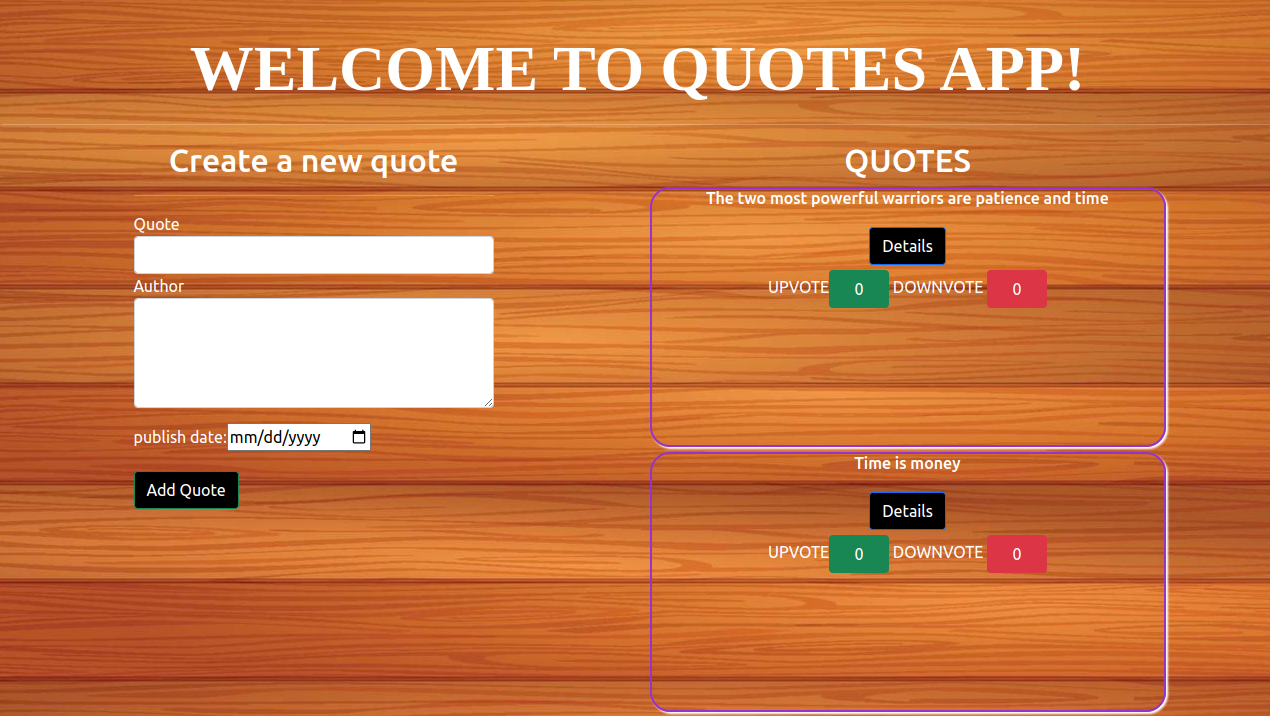 WELCOME TO QUOTES APP!
Create a new quote
Quote
Author
publish date: mm/dd/yyyy
Add Quote
QUOTES
The two most powerful warriors are patience and time
Details
UPVOTE 0 DOWNVOTE 0
Time is money
Details
UPVOTE 0 DOWNVOTE 0